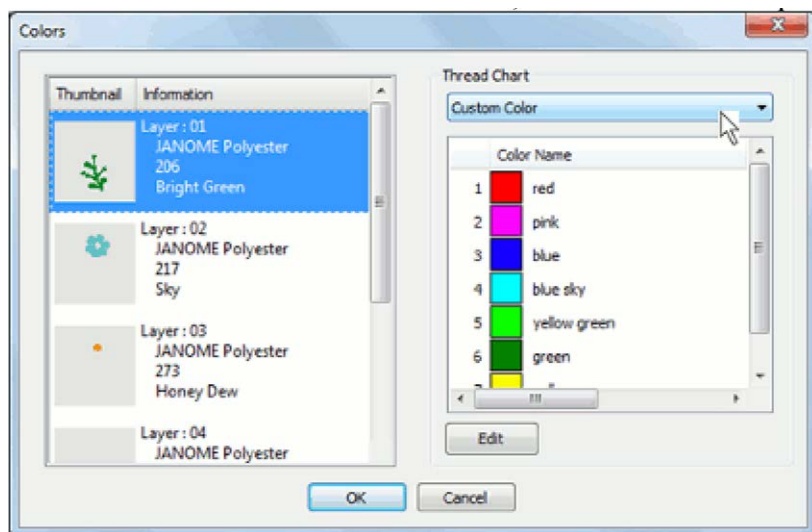 Colors
Thumbnail Information
Layer : 01
JANOME Polyester
206
Bright Green
Layer : 02
JANOME Polyester
217
Sky
Layer : 03
JANOME Polyester
273
Honey Dew
Layer : 04
JANOME Polyester
Thread Chart
Custom Color
Color Name
1 red
2 pink
3 blue
4 blue sky
5 yellow green
6 green
Edit
OK Cancel